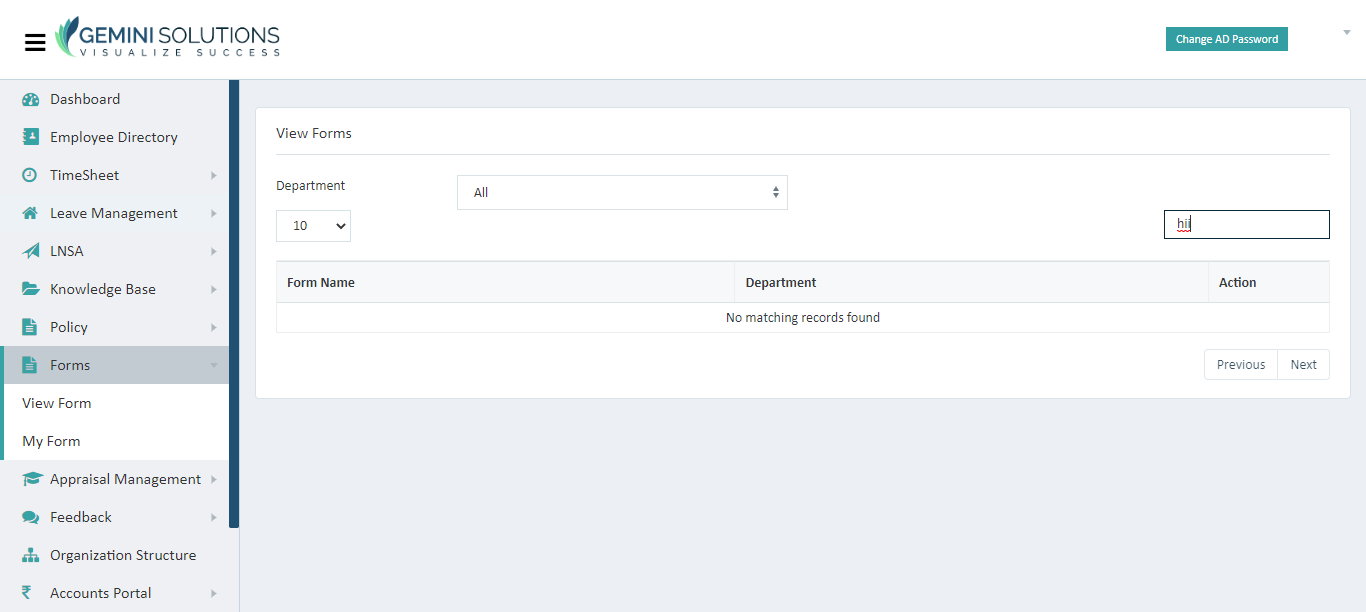 GEMINI SOLUTIONS
VISUALIZE SUCCESS
Change AD Password
Dashboard
Employee Directory
TimeSheet
Leave Management
LNSA
Knowledge Base
Policy
Forms
View Form
My Form
Appraisal Management
Feedback
Organization Structure
₹ Accounts Portal
View Forms
Department All
10 hii
Form Name Department Action
No matching records found
Previous Next